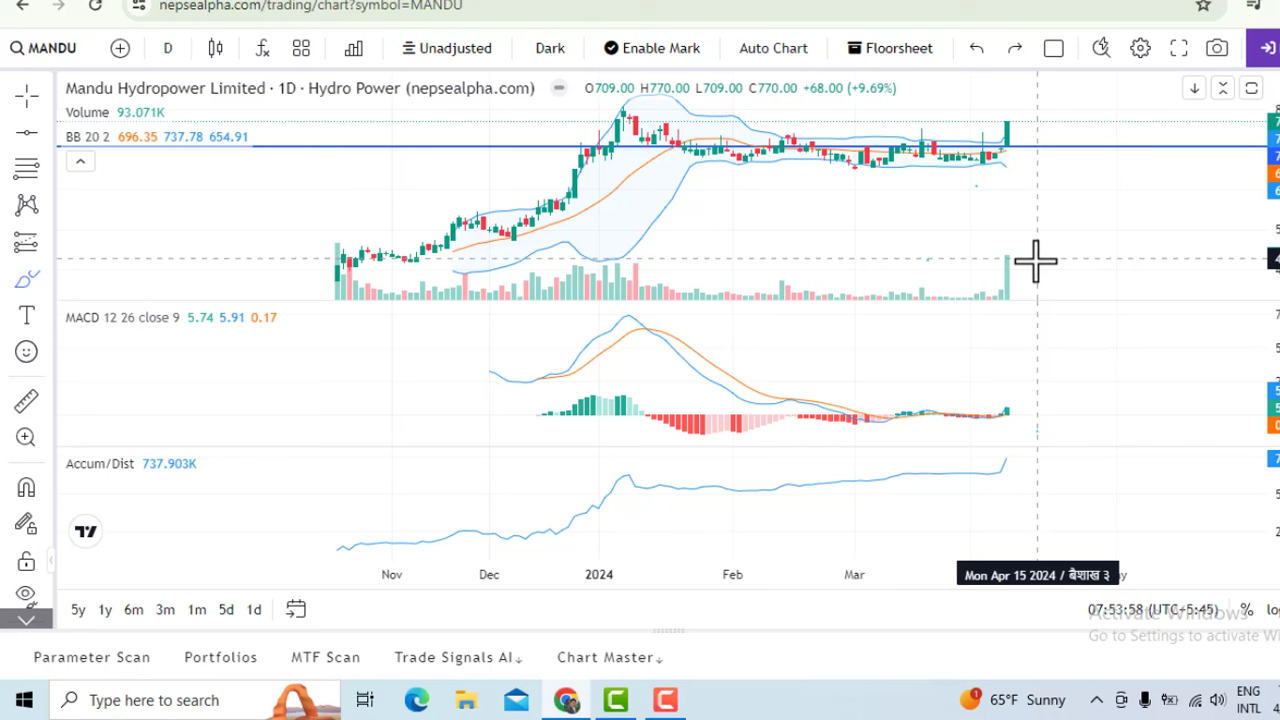 nepsealpha.com/trading/chart?symbol=MANDU
MANDU D Unadjusted Dark Enable Mark Auto Chart Floorsheet
Mandu Hydropower Limited · 1D · Hydro Power (nepsealpha.com) O709.00 H770.00 L709.00 C770.00 +68.00 (+9.69%)
Volume 93.071K
BB 20 2 696.35 737.78 654.91
MACD 12 26 close 9 5.74 5.91 0.17
Accum/Dist 737.903K
Nov Dec 2024 Feb Mar
Mon Apr 15 2024 / बैशाख ३
5y 1y 6m 3m 1m 5d 1d 07:53:58 (UTC+5:45) %
Activate Windows
Go to Settings to activate
Parameter Scan Portfolios MTF Scan Trade Signals AI↓ Chart Master↓
Type here to search 65°F Sunny ENG
INTL